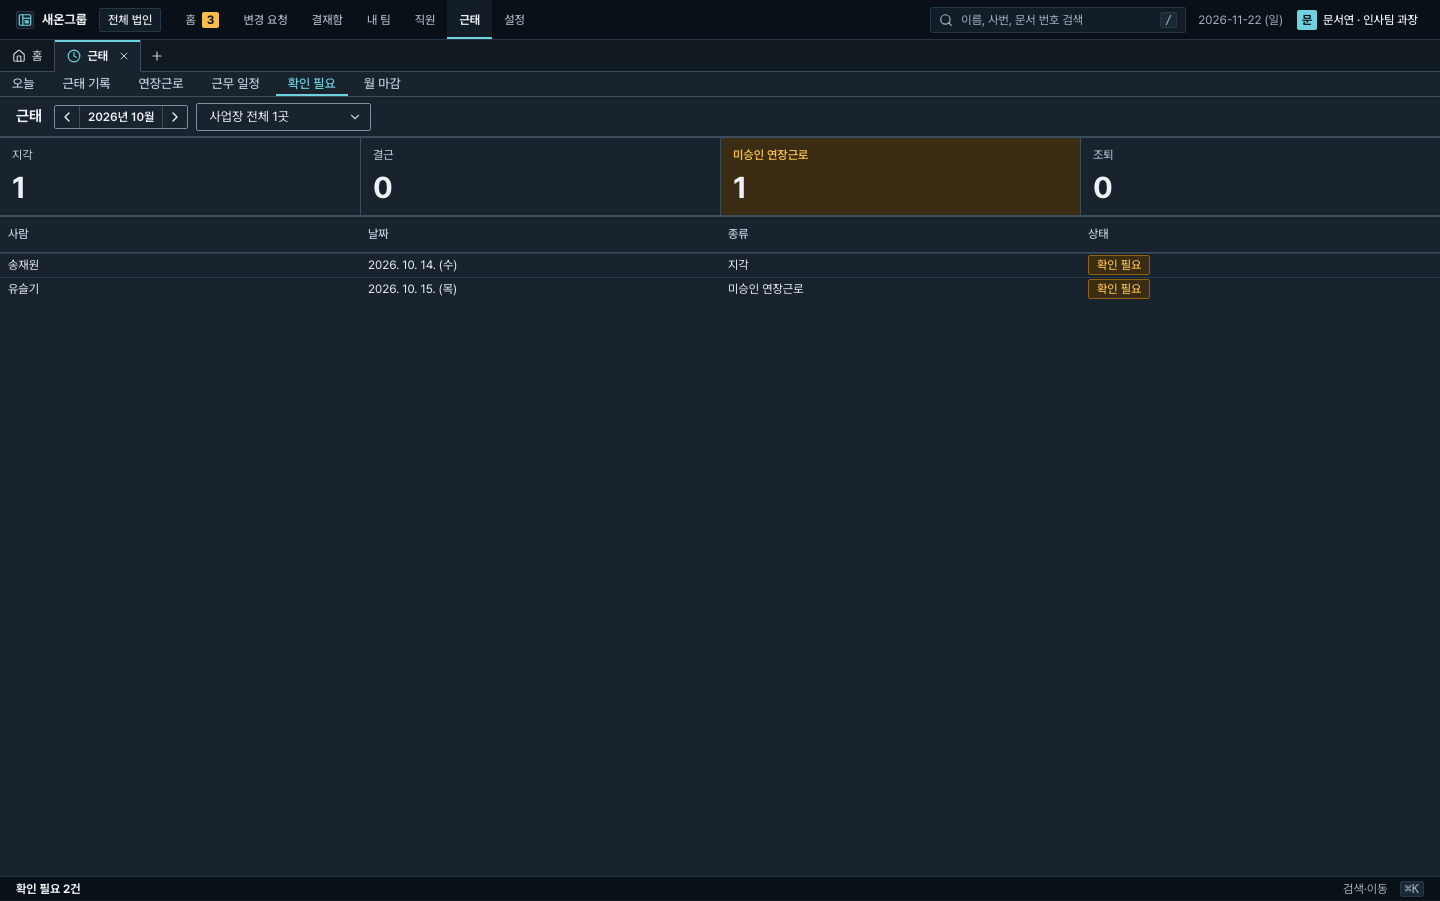 새온그룹 전체 법인 홈 3 변경 요청 결재함 내 팀 직원 근태 설정 이름, 사번, 문서 번호 검색 / 2026-11-22 (일) 문 문서연 · 인사팀 과장
홈 근태
오늘 근태 기록 연장근로 근무 일정 확인 필요 월 마감
근태 2026년 10월 사업장 전체 1곳
지각 결근 미승인 연장근로 조퇴
1 0 1 0
사람 날짜 종류 상태
송재원 2026. 10. 14. (수) 지각 확인 필요
유슬기 2026. 10. 15. (목) 미승인 연장근로 확인 필요
확인 필요 2건 검색·이동 ⌘K